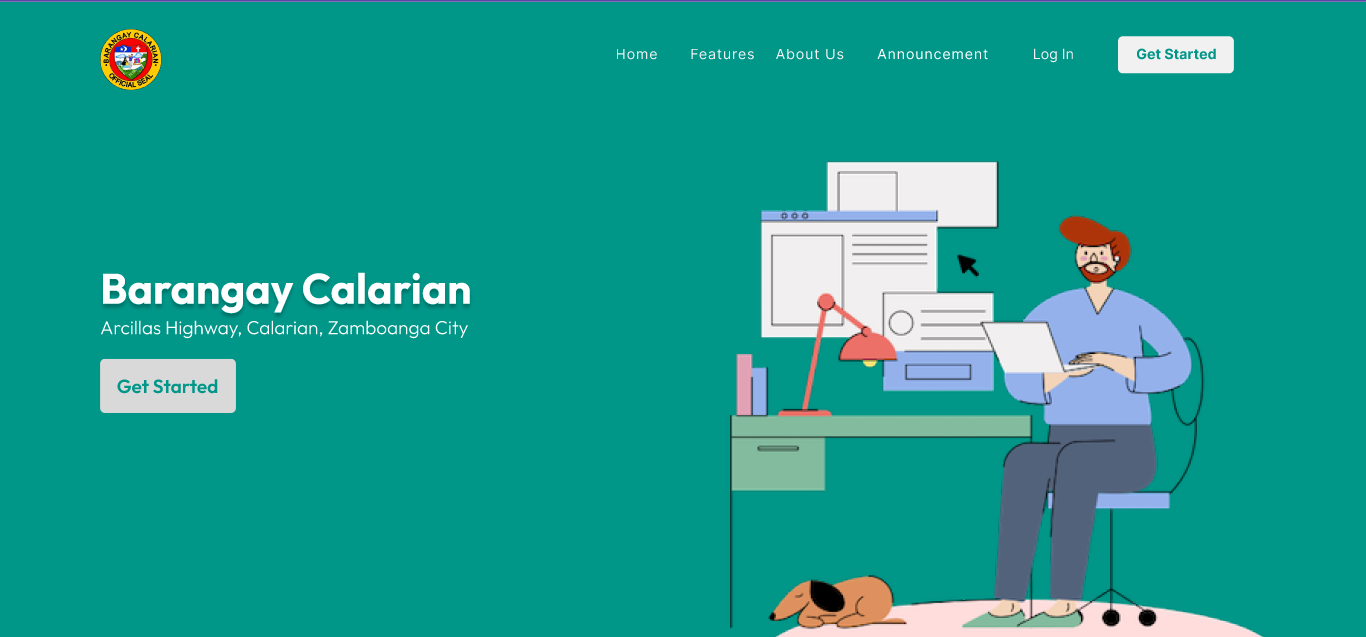 BARANGAY CALARIAN
OFFICIAL SEAL
Home Features About Us Announcement Log In Get Started
Barangay Calarian
Arcillas Highway, Calarian, Zamboanga City
Get Started